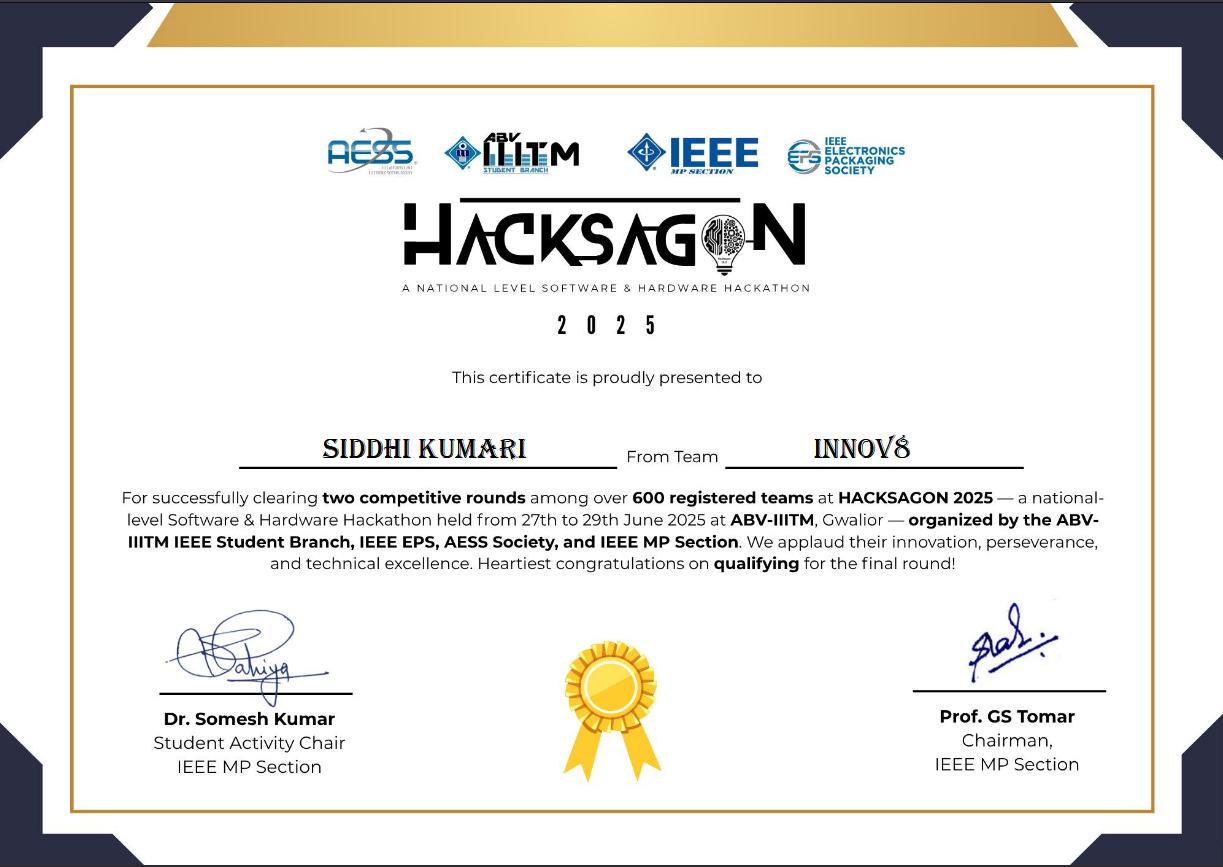 AESS
ABV
IIITM
STUDENT BRANCH
IEEE
MP SECTION
EPS
IEEE
ELECTRONICS
PACKAGING
SOCIETY
HACKSAGON
A NATIONAL LEVEL SOFTWARE & HARDWARE HACKATHON
2025
This certificate is proudly presented to
SIDDHI KUMARI From Team INNOV8
For successfully clearing two competitive rounds among over 600 registered teams at HACKSAGON 2025 — a national-
level Software & Hardware Hackathon held from 27th to 29th June 2025 at ABV-IIITM, Gwalior — organized by the ABV-
IIITM IEEE Student Branch, IEEE EPS, AESS Society, and IEEE MP Section. We applaud their innovation, perseverance,
and technical excellence. Heartiest congratulations on qualifying for the final round!
Dr. Somesh Kumar
Student Activity Chair
IEEE MP Section
Prof. GS Tomar
Chairman,
IEEE MP Section